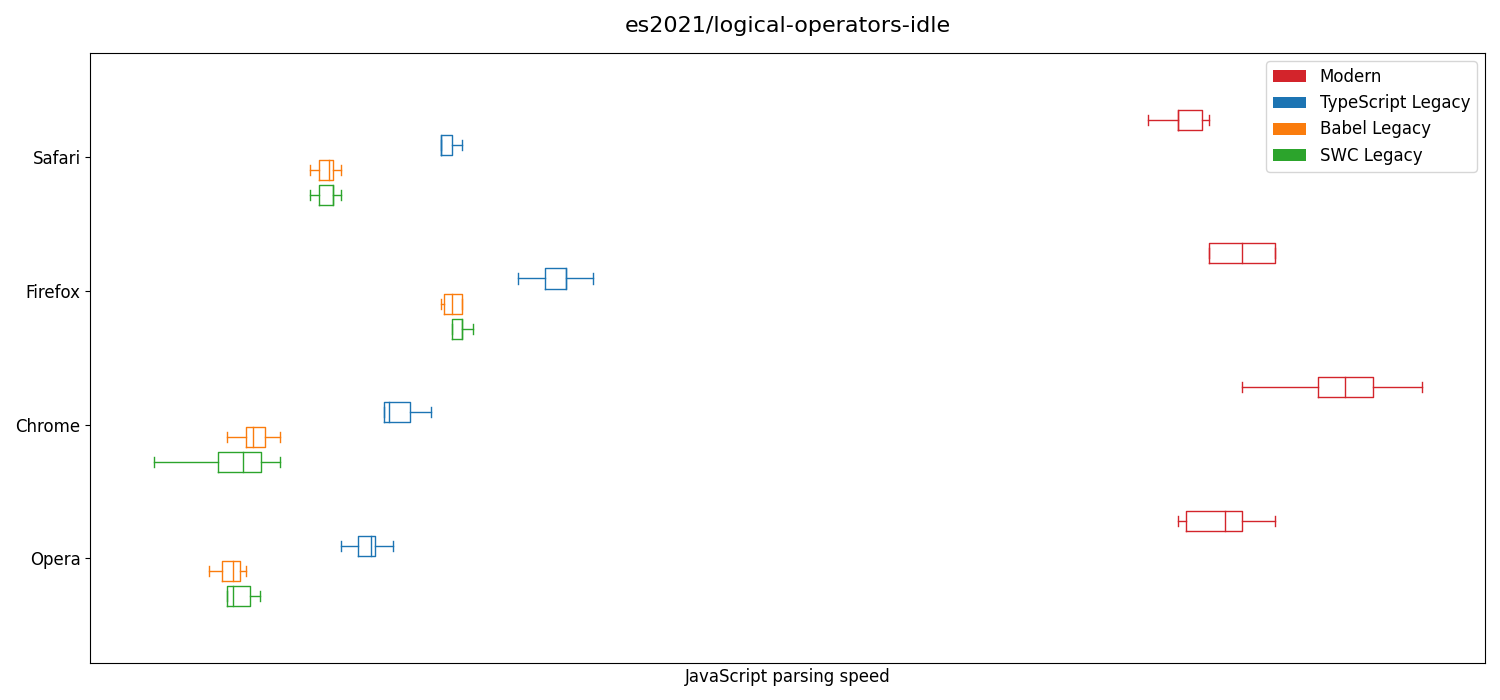 es2021/logical-operators-idle
Modern
TypeScript Legacy
Babel Legacy
SWC Legacy
Safari
Firefox
Chrome
Opera
JavaScript parsing speed